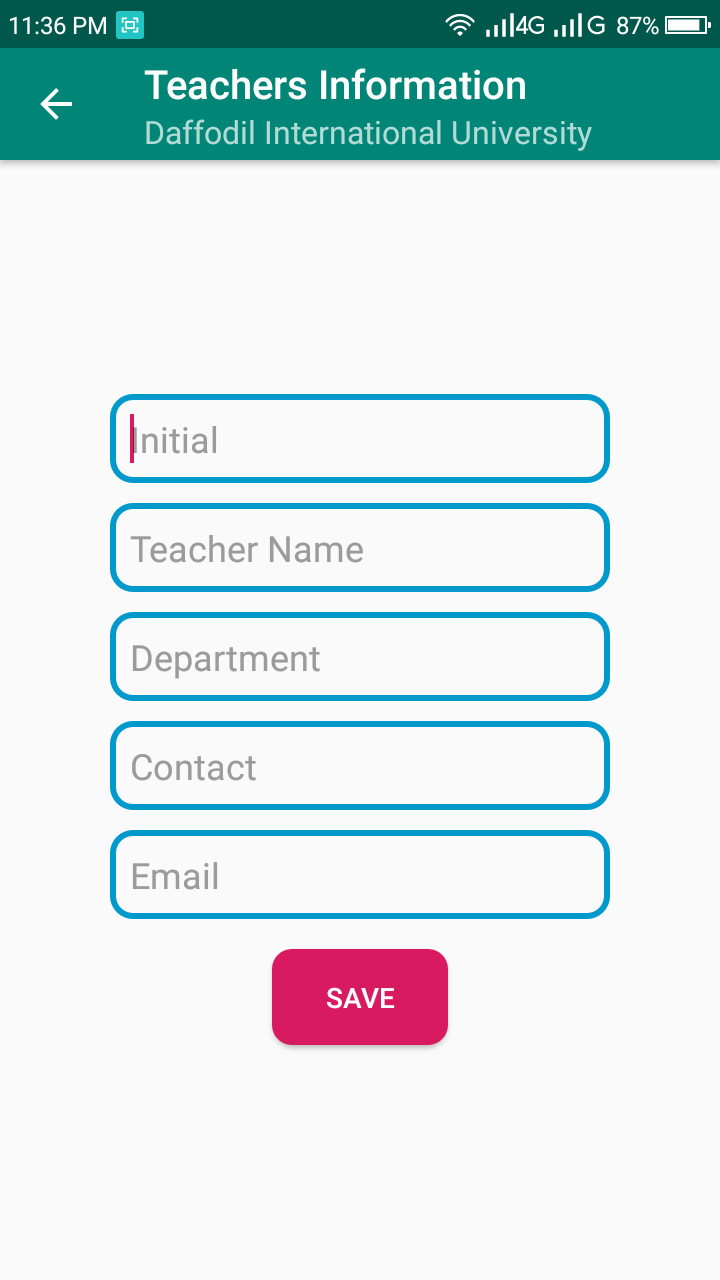 11:36 PM 4G G 87%
Teachers Information
Daffodil International University
Initial
Teacher Name
Department
Contact
Email
SAVE